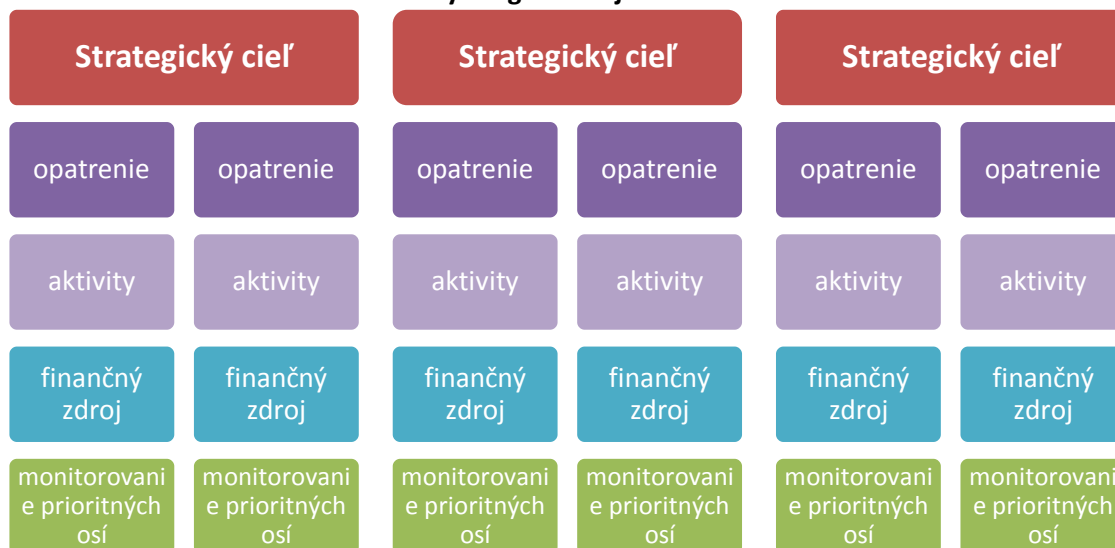 Strategický cieľ Strategický cieľ Strategický cieľ
opatrenie opatrenie opatrenie opatrenie opatrenie opatrenie
aktivity aktivity aktivity aktivity aktivity aktivity
finančný finančný finančný finančný finančný finančný
zdroj zdroj zdroj zdroj zdroj zdroj
monitorovani monitorovani monitorovani monitorovani monitorovani monitorovani
e prioritných e prioritných e prioritných e prioritných e prioritných e prioritných
osí osí osí osí osí osí